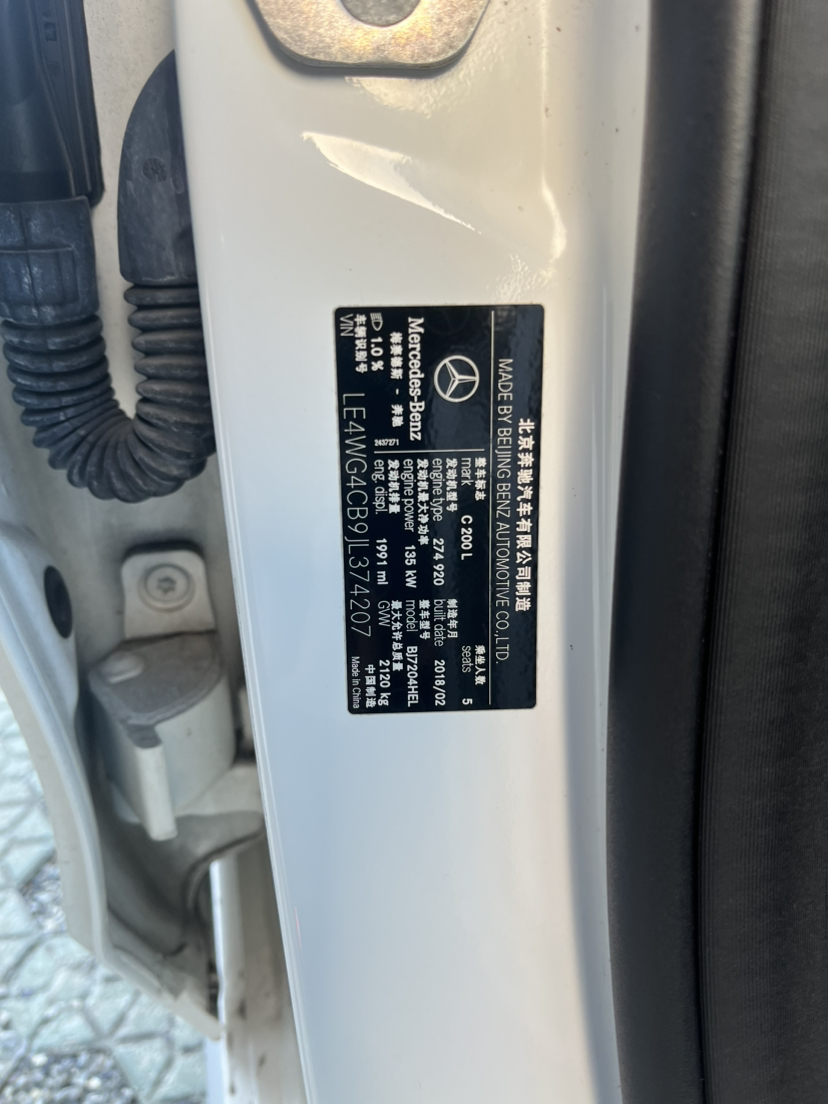 北京奔驰汽车有限公司制造
MADE BY BEIJING BENZ AUTOMOTIVE CO.,LTD.
整车标志 乘坐人数
mark C 200 L seats 5
发动机型号 制造年月
engine type 274 920 built date 2018/02
Mercedes-Benz 发动机最大净功率 整车型号
engine power 135 kW model BJ7204HEL
梅赛德斯 - 奔驰 发动机排量 最大允许总质量
1.0 % eng. displ. 1991 ml GVW 2120 kg
车辆识别号 中国制造
VIN LE4WG4CB9JL374207 Made in China